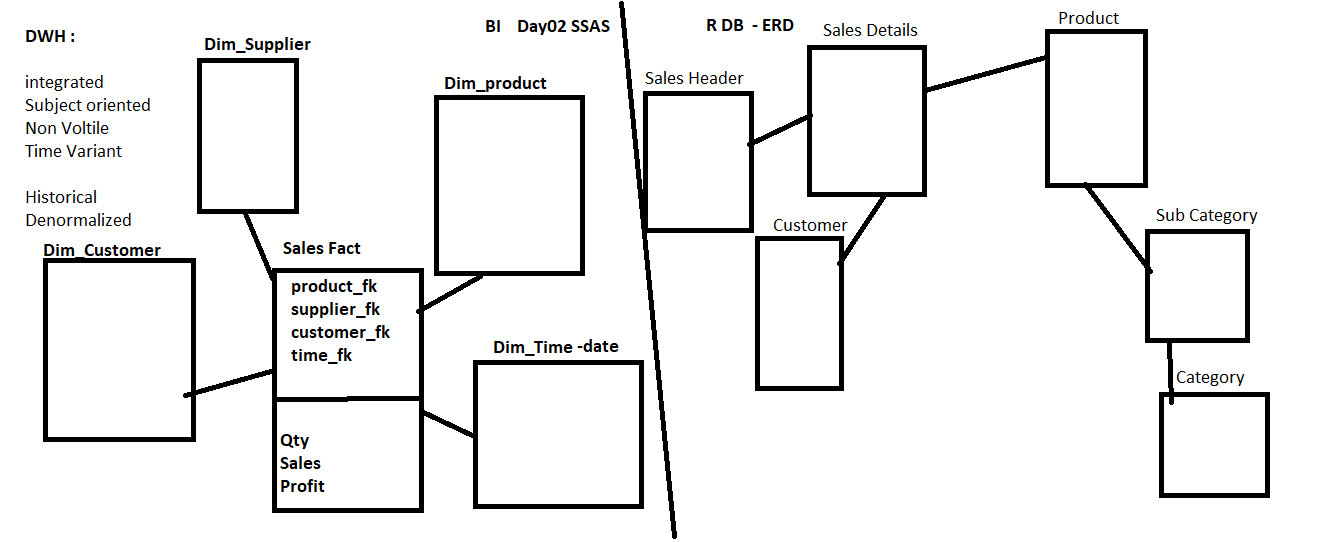 BI Day02 SSAS
R DB - ERD
DWH :
integrated
Subject oriented
Non Voltile
Time Variant
Historical
Denormalized
Dim_Supplier
Dim_product
Dim_Customer
Sales Fact
product_fk
supplier_fk
customer_fk
time_fk
Qty
Sales
Profit
Dim_Time -date
Sales Header
Sales Details
Product
Customer
Sub Category
Category